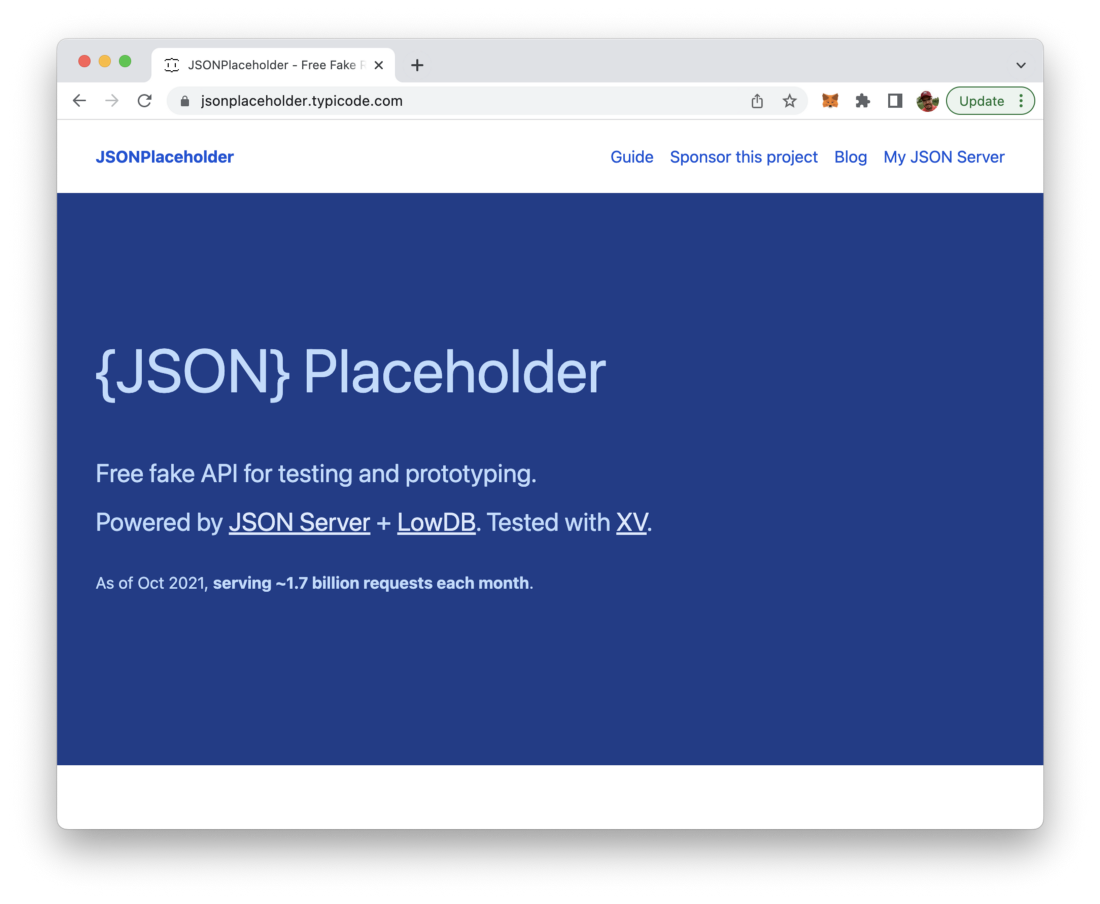 JSONPlaceholder - Free Fake
jsonplaceholder.typicode.com
Update
JSONPlaceholder
Guide Sponsor this project Blog My JSON Server
{JSON} Placeholder
Free fake API for testing and prototyping.
Powered by JSON Server + LowDB. Tested with XV.
As of Oct 2021, serving ~1.7 billion requests each month.